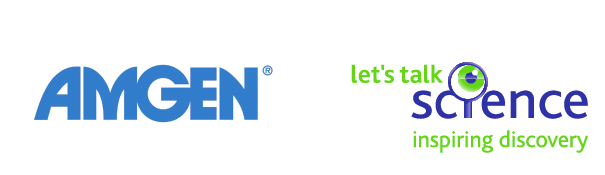 AMGEN®
let's talk
science
inspiring discovery